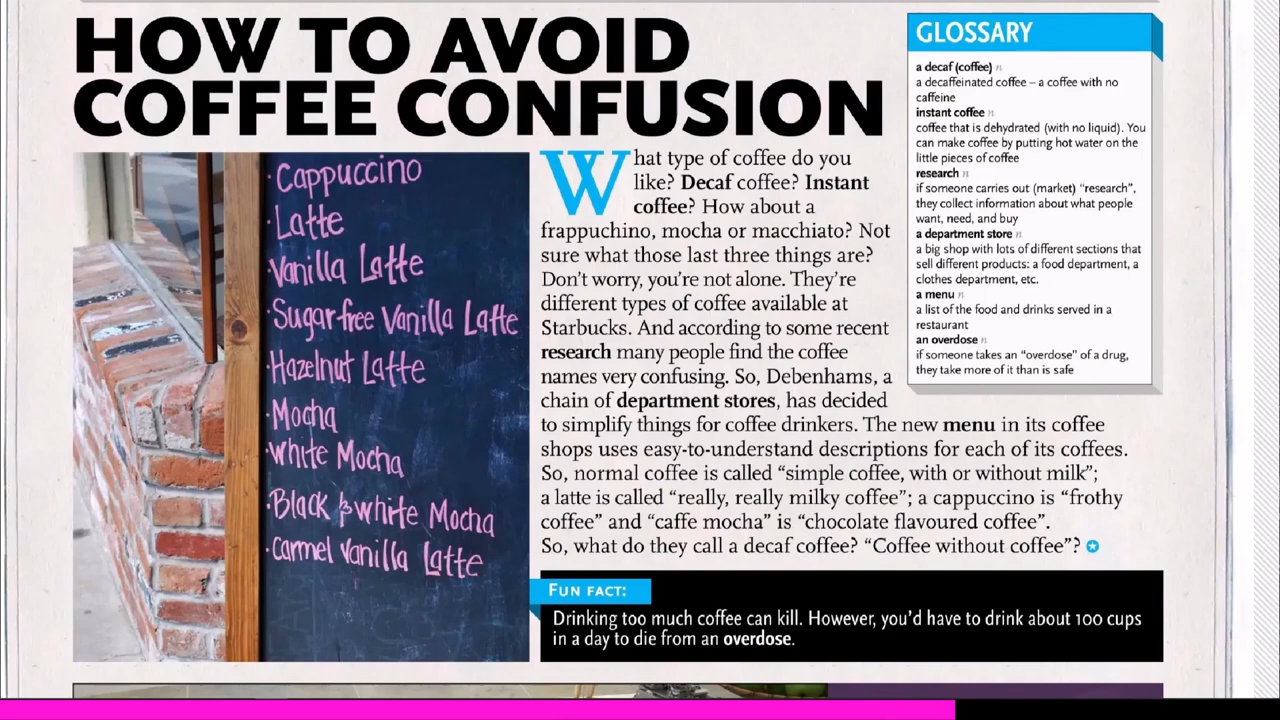 HOW TO AVOID
COFFEE CONFUSION
· Cappuccino
· Latte
· Vanilla Latte
· Sugar free Vanilla Latte
· Hazelnut Latte
· Mocha
· white Mocha
· Black & white Mocha
· Carmel Vanilla Latte
What type of coffee do you
like? Decaf coffee? Instant
coffee? How about a
frappuchino, mocha or macchiato? Not
sure what those last three things are?
Don’t worry, you’re not alone. They’re
different types of coffee available at
Starbucks. And according to some recent
research many people find the coffee
names very confusing. So, Debenhams, a
chain of department stores, has decided
to simplify things for coffee drinkers. The new menu in its coffee
shops uses easy-to-understand descriptions for each of its coffees.
So, normal coffee is called “simple coffee, with or without milk”;
a latte is called “really, really milky coffee”; a cappuccino is “frothy
coffee” and “caffe mocha” is “chocolate flavoured coffee”.
So, what do they call a decaf coffee? “Coffee without coffee”?
FUN FACT:
Drinking too much coffee can kill. However, you’d have to drink about 100 cups
in a day to die from an overdose.
GLOSSARY
a decaf (coffee) n
a decaffeinated coffee – a coffee with no
caffeine
instant coffee n
coffee that is dehydrated (with no liquid). You
can make coffee by putting hot water on the
little pieces of coffee
research n
if someone carries out (market) “research”,
they collect information about what people
want, need, and buy
a department store n
a big shop with lots of different sections that
sell different products: a food department, a
clothes department, etc.
a menu n
a list of the food and drinks served in a
restaurant
an overdose n
if someone takes an “overdose” of a drug,
they take more of it than is safe